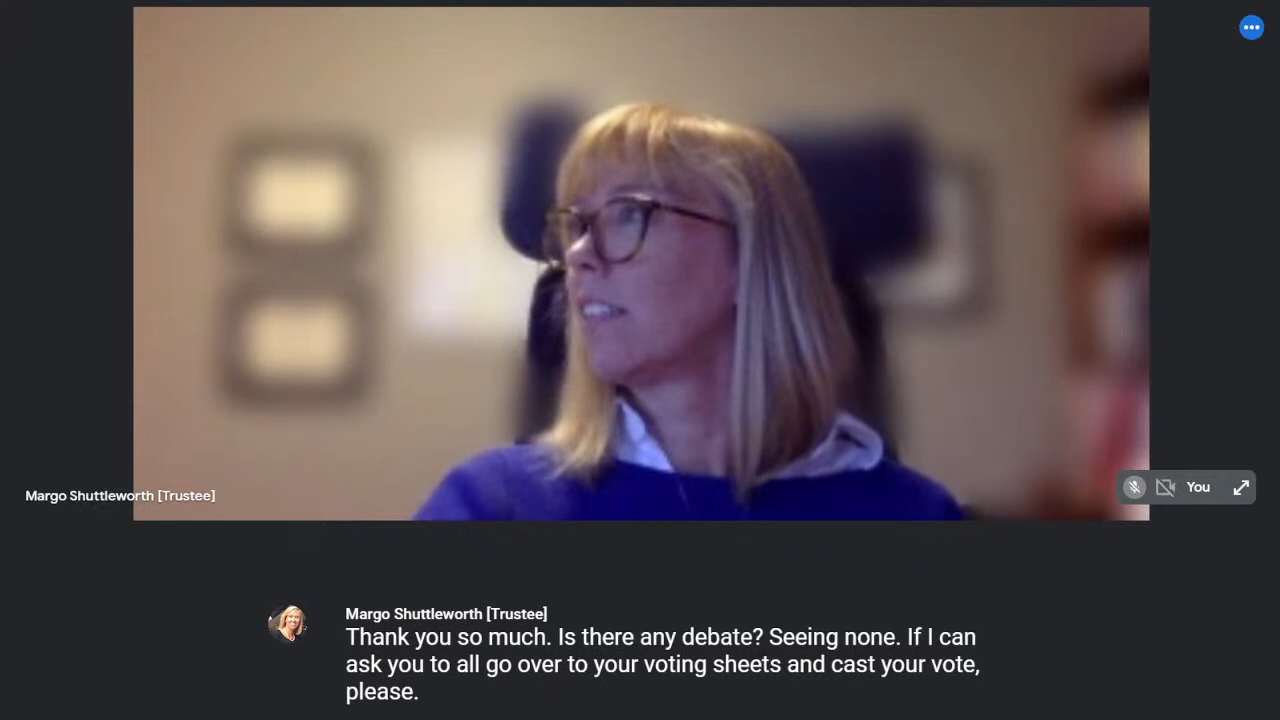 Margo Shuttleworth [Trustee]
You
Margo Shuttleworth [Trustee]
Thank you so much. Is there any debate? Seeing none. If I can
ask you to all go over to your voting sheets and cast your vote,
please.